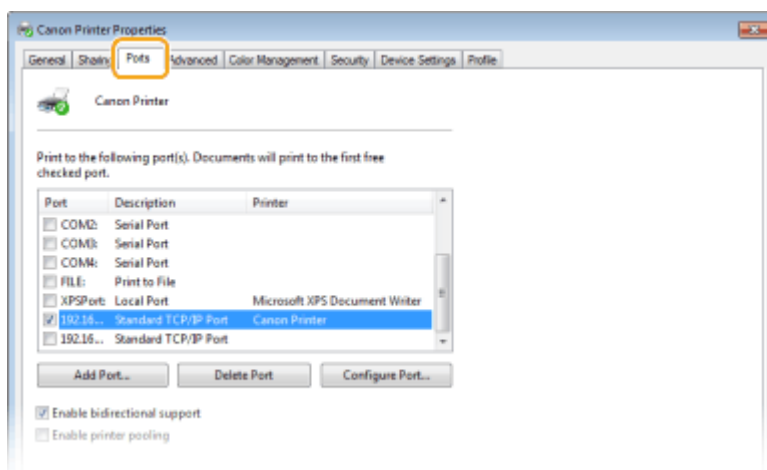 Canon Printer Properties
General Sharing Ports Advanced Color Management Security Device Settings Profile
Canon Printer
Print to the following port(s). Documents will print to the first free
checked port.
Port Description Printer
COM2: Serial Port
COM3: Serial Port
COM4: Serial Port
FILE: Print to File
XPSPort: Local Port Microsoft XPS Document Writer
192.16... Standard TCP/IP Port Canon Printer
192.16... Standard TCP/IP Port
Add Port... Delete Port Configure Port...
Enable bidirectional support
Enable printer pooling